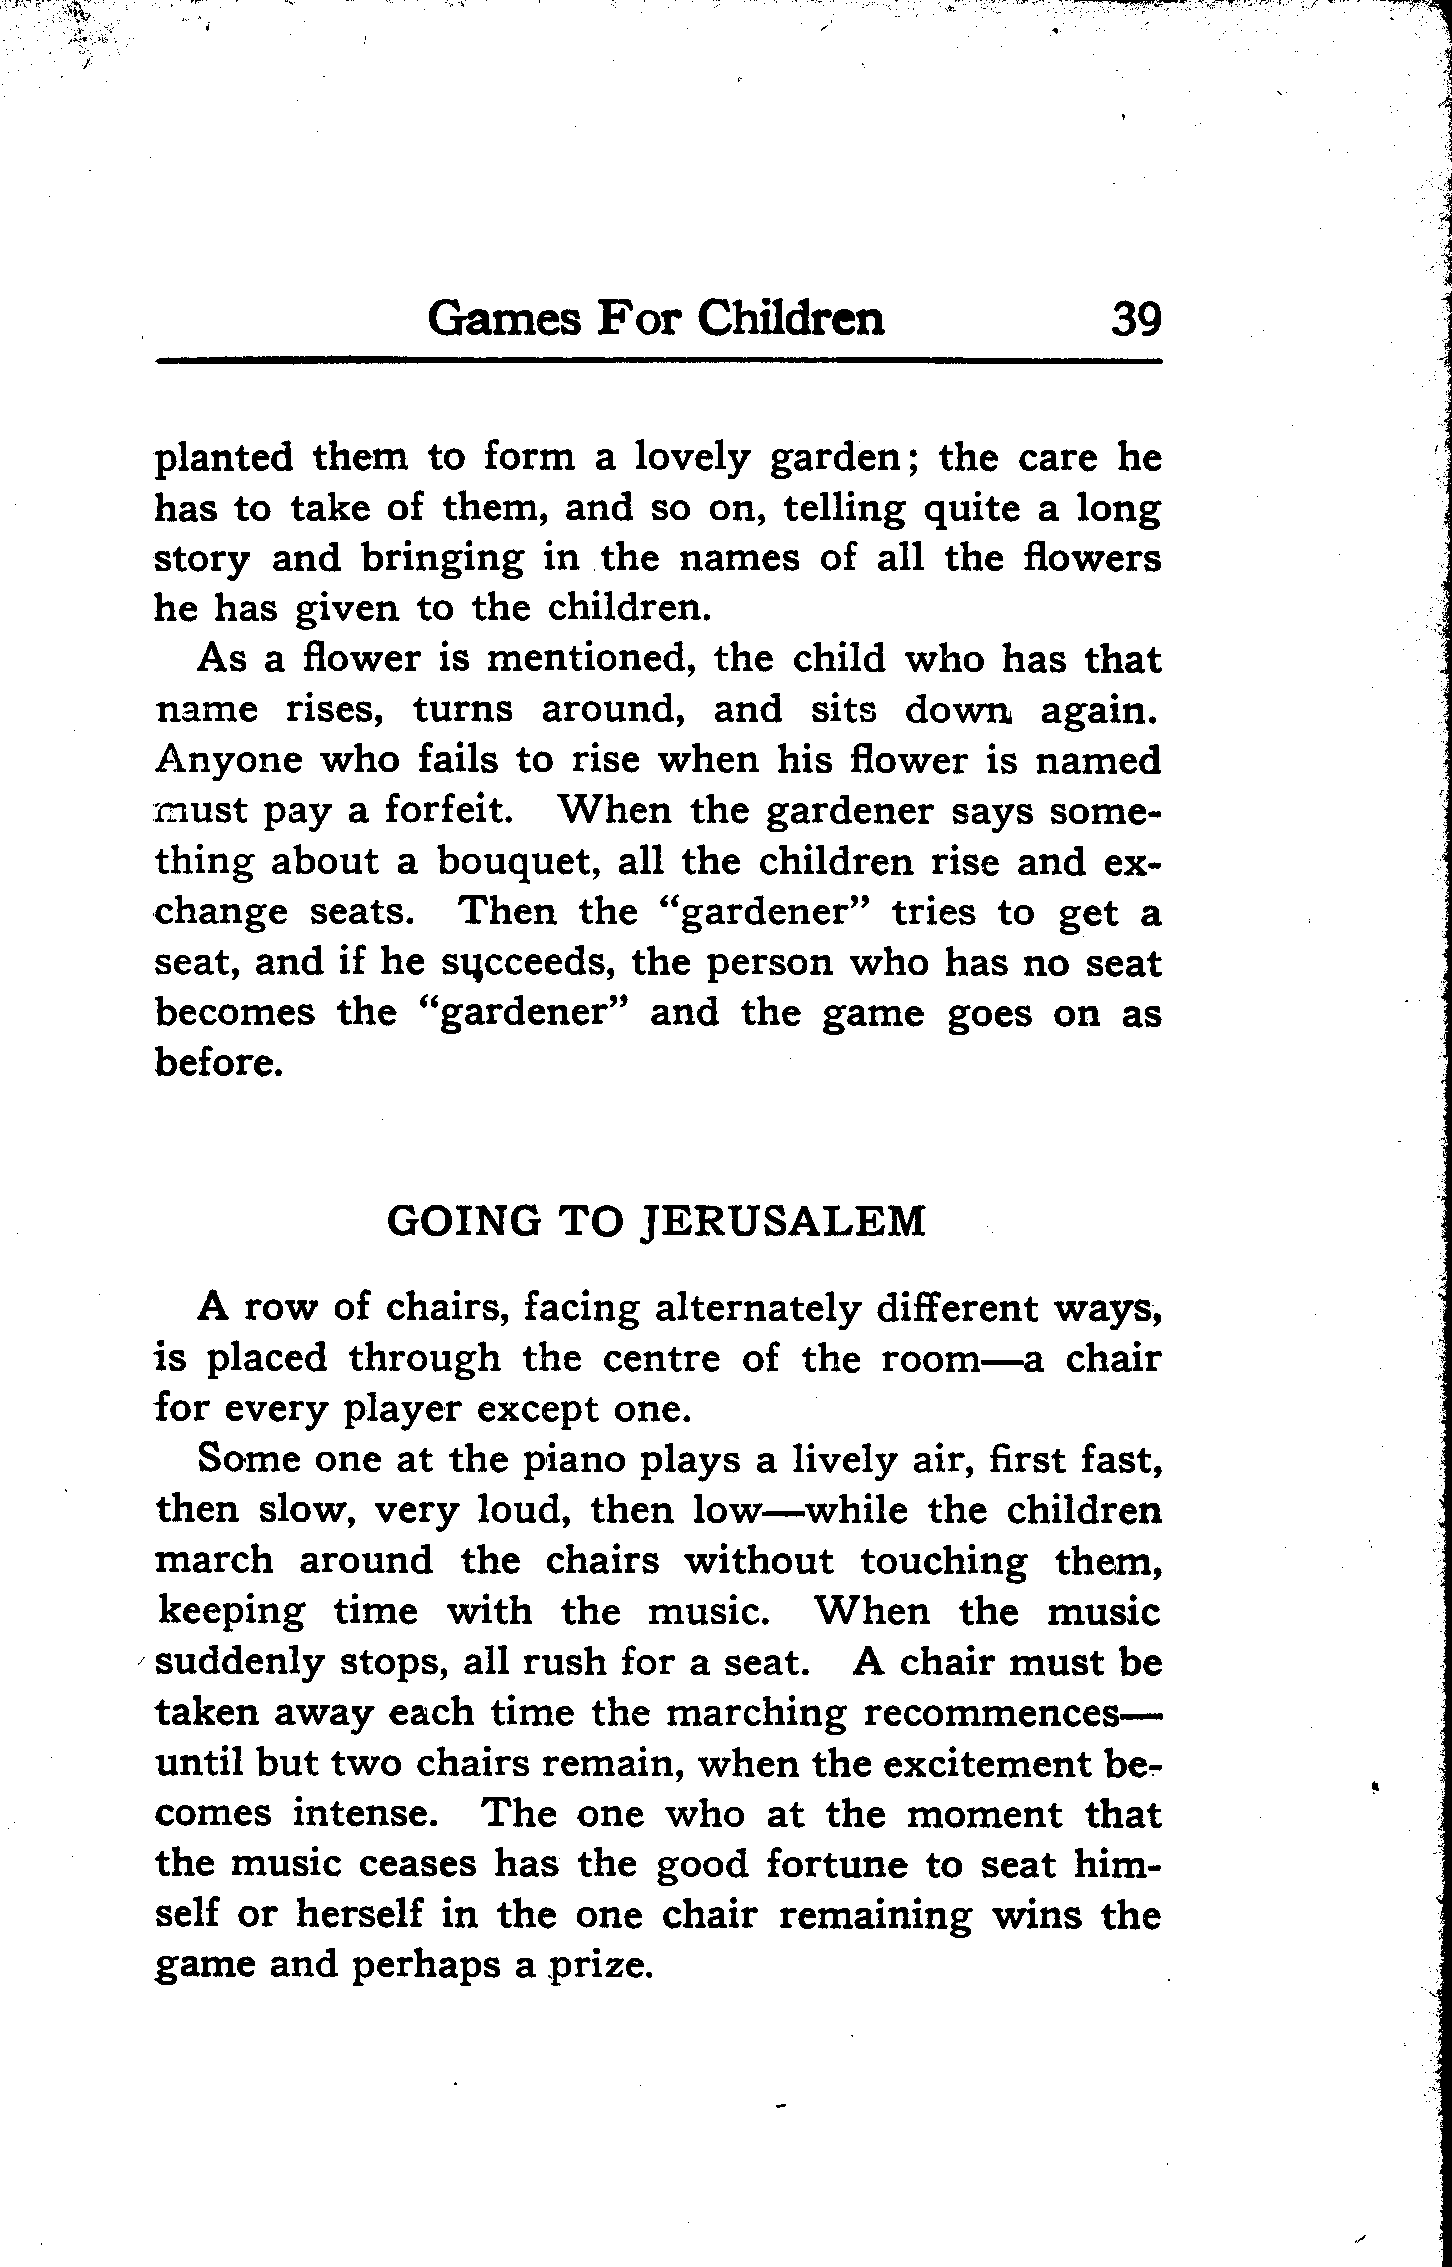 Games For Children 39
planted them to form a lovely garden; the care he
has to take of them, and so on, telling quite a long
story and bringing in the names of all the flowers
he has given to the children.
As a flower is mentioned, the child who has that
name rises, turns around, and sits down again.
Anyone who fails to rise when his flower is named
must pay a forfeit. When the gardener says some-
thing about a bouquet, all the children rise and ex-
change seats. Then the “gardener” tries to get a
seat, and if he succeeds, the person who has no seat
becomes the “gardener” and the game goes on as
before.
GOING TO JERUSALEM
A row of chairs, facing alternately different ways,
is placed through the centre of the room—a chair
for every player except one.
Some one at the piano plays a lively air, first fast,
then slow, very loud, then low—while the children
march around the chairs without touching them,
keeping time with the music. When the music
suddenly stops, all rush for a seat. A chair must be
taken away each time the marching recommences—
until but two chairs remain, when the excitement be-
comes intense. The one who at the moment that
the music ceases has the good fortune to seat him-
self or herself in the one chair remaining wins the
game and perhaps a prize.